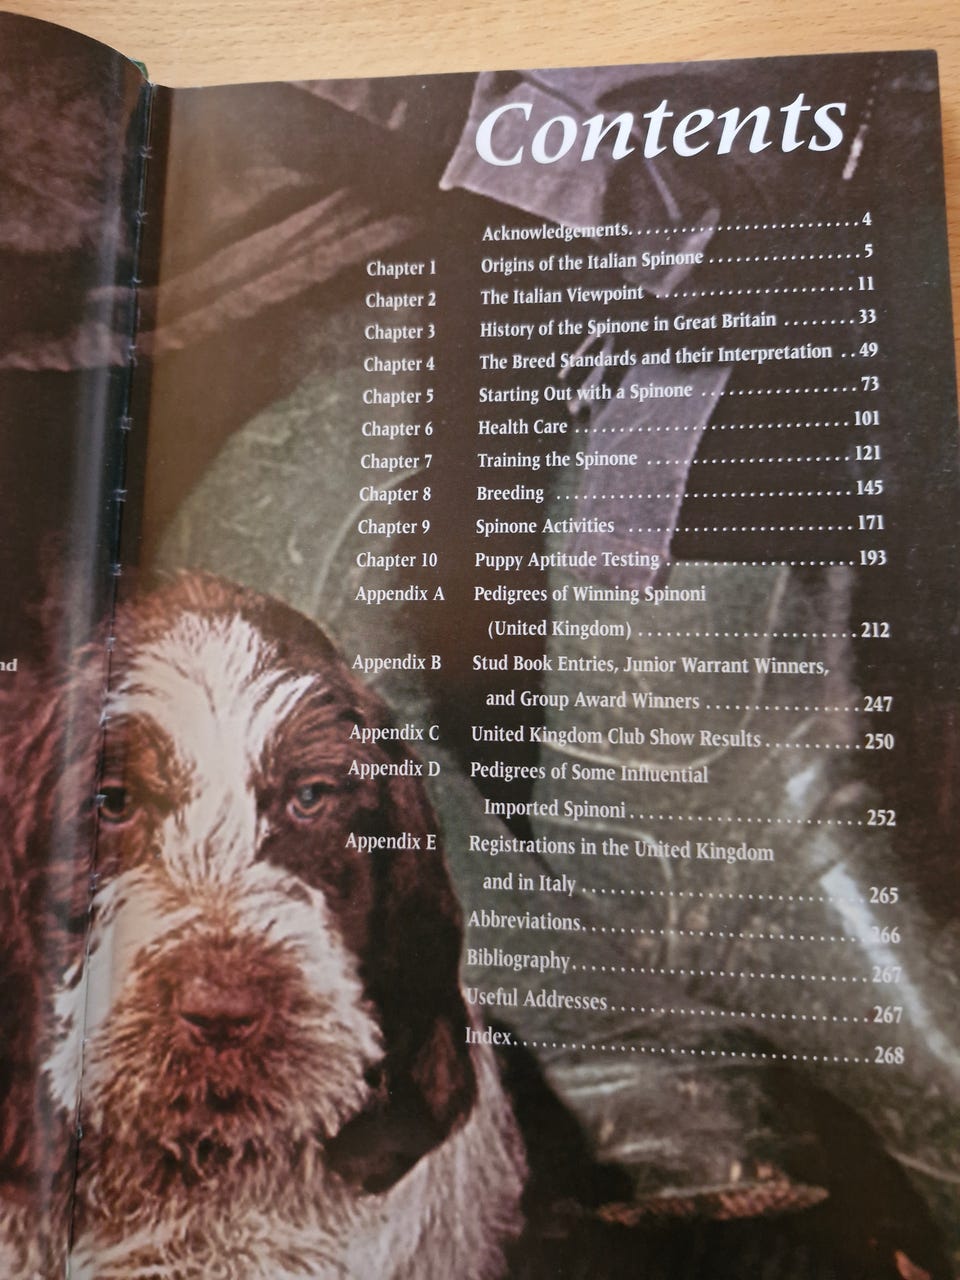 Contents
Acknowledgements. . . . . . . . . . . . . . . . . . . . . . . . . 4
Chapter 1 Origins of the Italian Spinone . . . . . . . . . . . . . . . . . 5
Chapter 2 The Italian Viewpoint . . . . . . . . . . . . . . . . . . . . . . 11
Chapter 3 History of the Spinone in Great Britain . . . . . . . . 33
Chapter 4 The Breed Standards and their Interpretation . . 49
Chapter 5 Starting Out with a Spinone . . . . . . . . . . . . . . . . . 73
Chapter 6 Health Care . . . . . . . . . . . . . . . . . . . . . . . . . . . . . . 101
Chapter 7 Training the Spinone . . . . . . . . . . . . . . . . . . . . . . 121
Chapter 8 Breeding . . . . . . . . . . . . . . . . . . . . . . . . . . . . . . . . 145
Chapter 9 Spinone Activities . . . . . . . . . . . . . . . . . . . . . . . . 171
Chapter 10 Puppy Aptitude Testing . . . . . . . . . . . . . . . . . . . . 193
Appendix A Pedigrees of Winning Spinoni
(United Kingdom) . . . . . . . . . . . . . . . . . . . . . . . . 212
Appendix B Stud Book Entries, Junior Warrant Winners,
and Group Award Winners . . . . . . . . . . . . . . . . . 247
Appendix C United Kingdom Club Show Results . . . . . . . . . . 250
Appendix D Pedigrees of Some Influential
Imported Spinoni . . . . . . . . . . . . . . . . . . . . . . . . . 252
Appendix E Registrations in the United Kingdom
and in Italy . . . . . . . . . . . . . . . . . . . . . . . . . . . . . . 265
Abbreviations. . . . . . . . . . . . . . . . . . . . . . . . . . . . . . 266
Bibliography. . . . . . . . . . . . . . . . . . . . . . . . . . . . . . . 267
Useful Addresses . . . . . . . . . . . . . . . . . . . . . . . . . . . 267
Index. . . . . . . . . . . . . . . . . . . . . . . . . . . . . . . . . . . . . 268